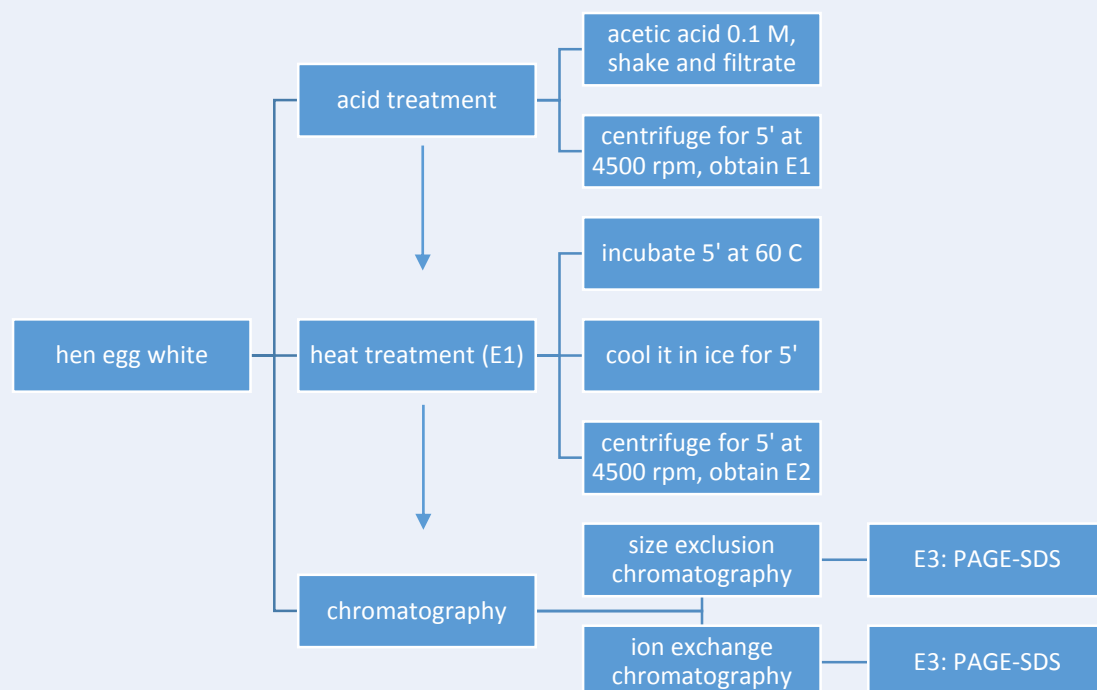 acetic acid 0.1 M,
shake and filtrate
acid treatment
centrifuge for 5' at
4500 rpm, obtain E1
incubate 5' at 60 C
hen egg white
heat treatment (E1)
cool it in ice for 5'
centrifuge for 5' at
4500 rpm, obtain E2
size exclusion
chromatography
E3: PAGE-SDS
chromatography
ion exchange
chromatography
E3: PAGE-SDS